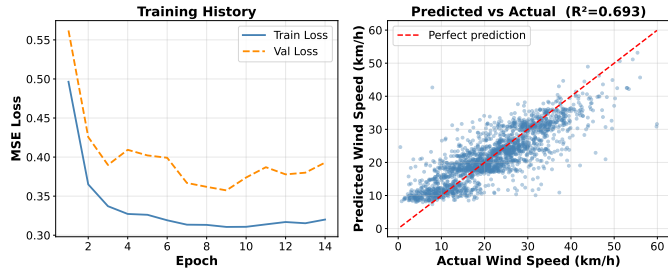 Training History
MSE Loss
0.55
0.50
0.45
0.40
0.35
0.30
Train Loss
Val Loss
2 4 6 8 10 12 14
Epoch
Predicted vs Actual (R²=0.693)
Predicted Wind Speed (km/h)
60
50
40
30
20
10
0
Perfect prediction
0 10 20 30 40 50 60
Actual Wind Speed (km/h)